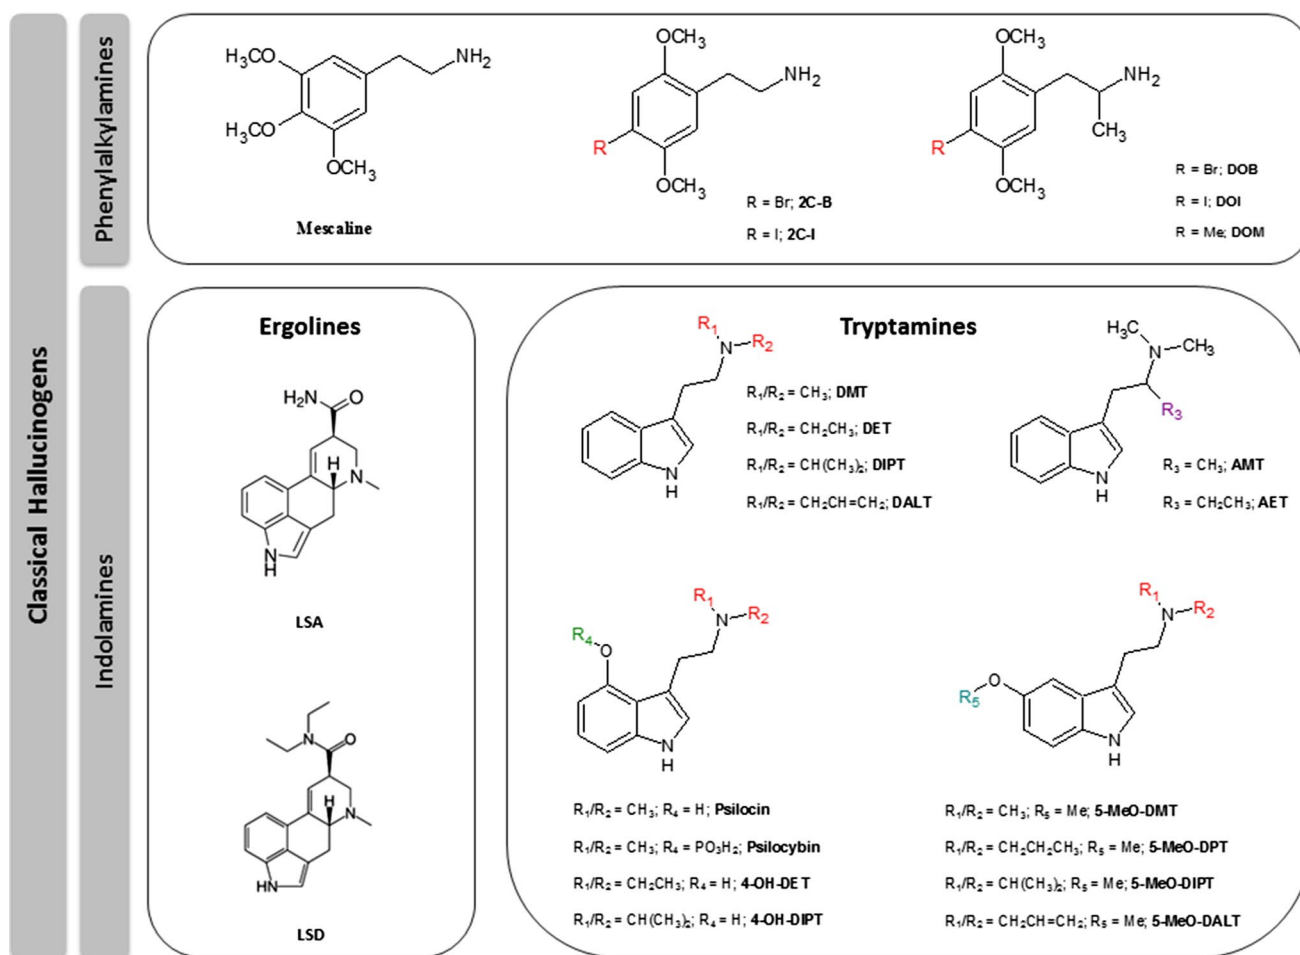 Classical Hallucinogens
Phenylalkylamines
H₃CO
H₃CO
OCH₃
NH₂
Mescaline
OCH₃
NH₂
R
OCH₃
R = Br; 2C-B
R = I; 2C-I
OCH₃
NH₂
CH₃
R
OCH₃
R = Br; DOB
R = I; DOI
R = Me; DOM
Indolamines
Ergolines
H₂N
O
H
N
N
H
LSA
N
O
H
N
HN
LSD
Tryptamines
R₁
N
R₂
N
H
R₁/R₂ = CH₃; DMT
R₁/R₂ = CH₂CH₃; DET
R₁/R₂ = CH(CH₃)₂; DIPT
R₁/R₂ = CH₂CH=CH₂; DALT
H₃C
N
CH₃
R₃
N
H
R₃ = CH₃; AMT
R₃ = CH₂CH₃; AET
R₁
N
R₂
R₄
O
N
H
R₁/R₂ = CH₃; R₄ = H; Psilocin
R₁/R₂ = CH₃; R₄ = PO₃H₂; Psilocybin
R₁/R₂ = CH₂CH₃; R₄ = H; 4-OH-DET
R₁/R₂ = CH(CH₃)₂; R₄ = H; 4-OH-DIPT
R₁
N
R₂
O
R₅
N
H
R₁/R₂ = CH₃; R₅ = Me; 5-MeO-DMT
R₁/R₂ = CH₂CH₂CH₃; R₅ = Me; 5-MeO-DPT
R₁/R₂ = CH(CH₃)₂; R₅ = Me; 5-MeO-DIPT
R₁/R₂ = CH₂CH=CH₂; R₅ = Me; 5-MeO-DALT